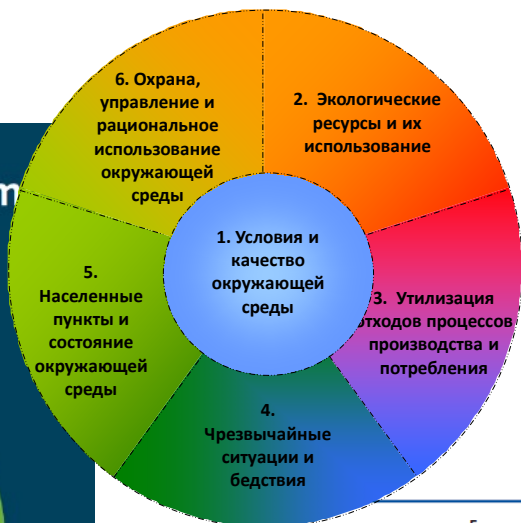 6. Охрана,
управление и
рациональное
использование
окружающей
среды
2. Экологические
ресурсы и их
использование
1. Условия и
качество
окружающей
среды
5.
Населенные
пункты и
состояние
окружающей
среды
3. Утилизация
отходов процессов
производства и
потребления
4.
Чрезвычайные
ситуации и
бедствия